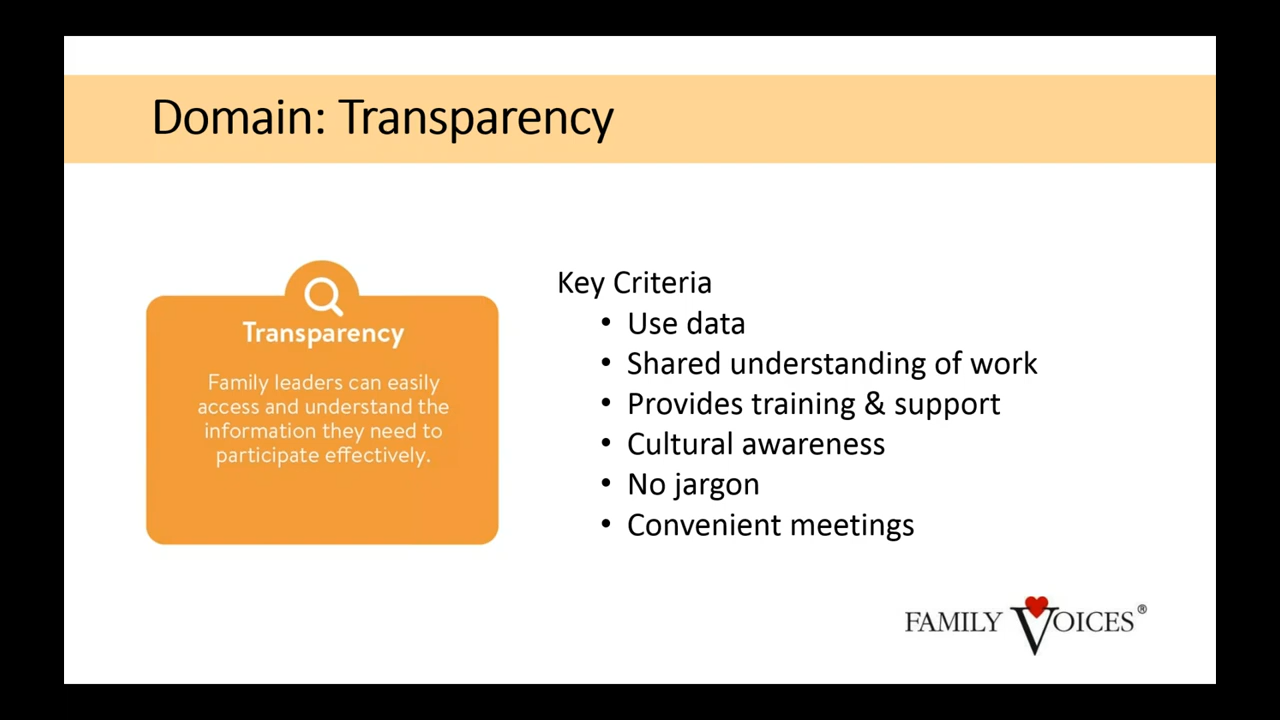 Domain: Transparency
Transparency
Family leaders can easily
access and understand the
information they need to
participate effectively.
Key Criteria
• Use data
• Shared understanding of work
• Provides training & support
• Cultural awareness
• No jargon
• Convenient meetings
FAMILY VOICES®